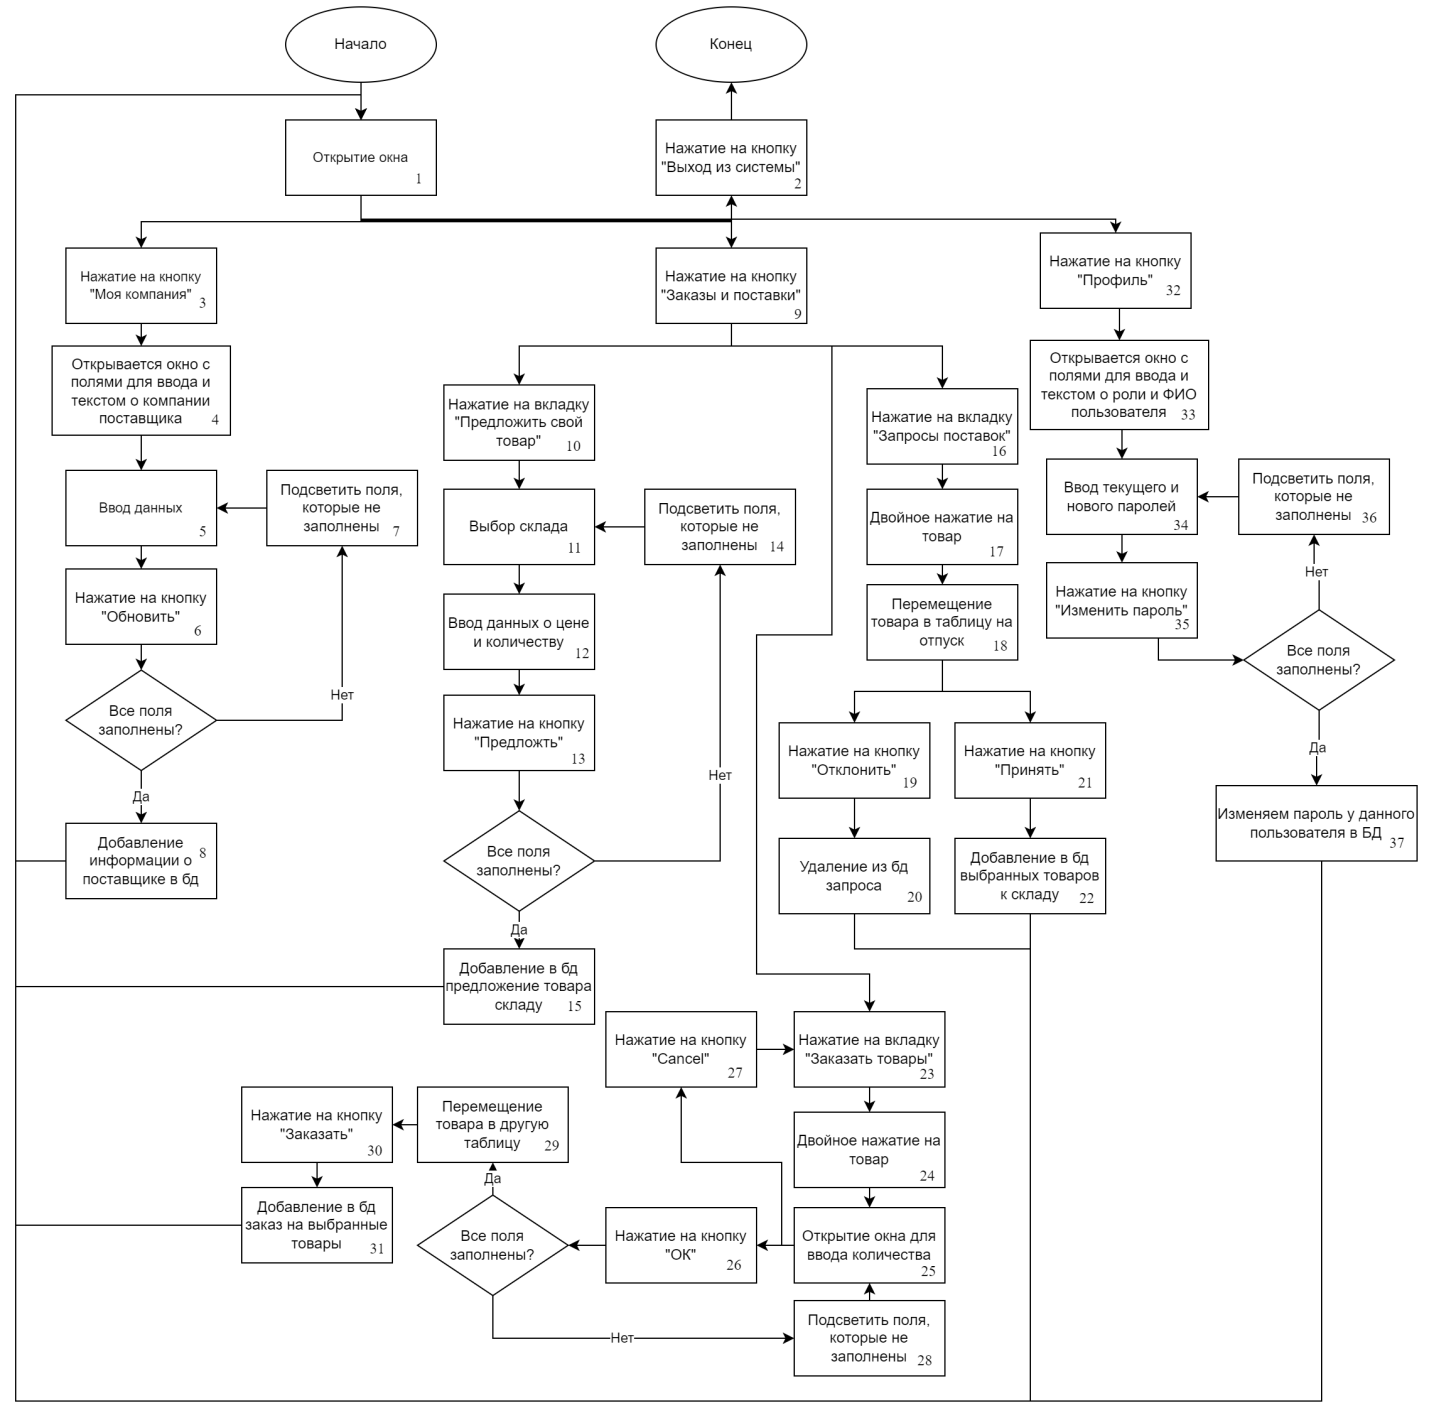 Начало
Конец
Открытие окна
1
Нажатие на кнопку
"Выход из системы"
2
Нажатие на кнопку
"Моя компания"
3
Открывается окно с
полями для ввода и
текстом о компании
поставщика
4
Ввод данных
5
Подсветить поля,
которые не
заполнены
7
Нажатие на кнопку
"Обновить"
6
Все поля
заполнены?
Нет
Да
Добавление
информации о
поставщике в бд
8
Нажатие на кнопку
"Заказы и поставки"
9
Нажатие на вкладку
"Предложить свой
товар"
10
Выбор склада
11
Подсветить поля,
которые не
заполнены
14
Ввод данных о цене
и количеству
12
Нажатие на кнопку
"Предложть"
13
Все поля
заполнены?
Нет
Да
Добавление в бд
предложение товара
складу
15
Нажатие на вкладку
"Запросы поставок"
16
Двойное нажатие на
товар
17
Перемещение
товара в таблицу на
отпуск
18
Нажатие на кнопку
"Отклонить"
19
Удаление из бд
запроса
20
Нажатие на кнопку
"Принять"
21
Добавление в бд
выбранных товаров
к складу
22
Нажатие на вкладку
"Заказать товары"
23
Двойное нажатие на
товар
24
Открытие окна для
ввода количества
25
Нажатие на кнопку
"ОК"
26
Нажатие на кнопку
"Cancel"
27
Подсветить поля,
которые не
заполнены
28
Все поля
заполнены?
Нет
Да
Перемещение
товара в другую
таблицу
29
Нажатие на кнопку
"Заказать"
30
Добавление в бд
заказ на выбранные
товары
31
Нажатие на кнопку
"Профиль"
32
Открывается окно с
полями для ввода и
текстом о роли и ФИО
пользователя
33
Ввод текущего и
нового паролей
34
Нажатие на кнопку
"Изменить пароль"
35
Подсветить поля,
которые не
заполнены
36
Нет
Все поля
заполнены?
Да
Изменяем пароль у данного
пользователя в БД
37